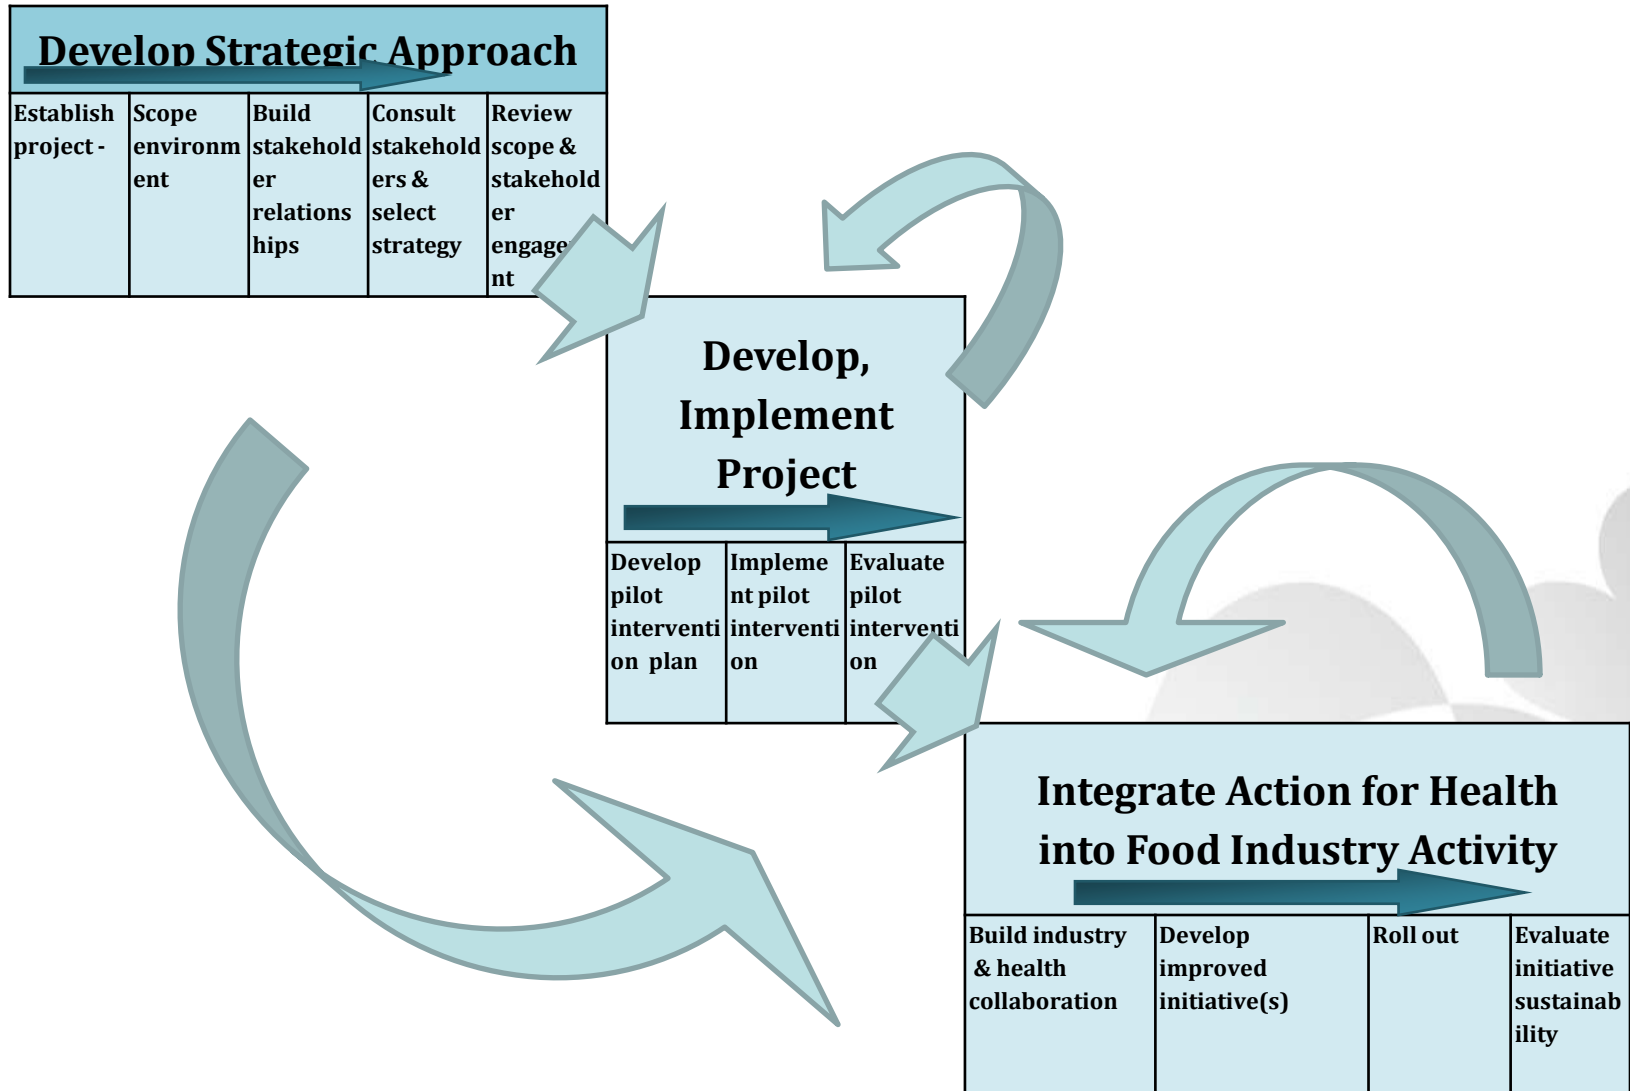 Develop Strategic Approach
Establish
project -
Scope
environm
ent
Build
stakehold
er
relations
hips
Consult
stakehold
ers &
select
strategy
Review
scope &
stakehold
er
nt
Develop,
Implement
Project
Develop
pilot
interventi
on plan
Impleme
nt pilot
interventi
on
Evaluate
pilot
interventi
on
Integrate Action for Health
into Food Industry Activity
Build industry
& health
collaboration
Develop
improved
initiative(s)
Roll out
Evaluate
initiative
sustainab
ility